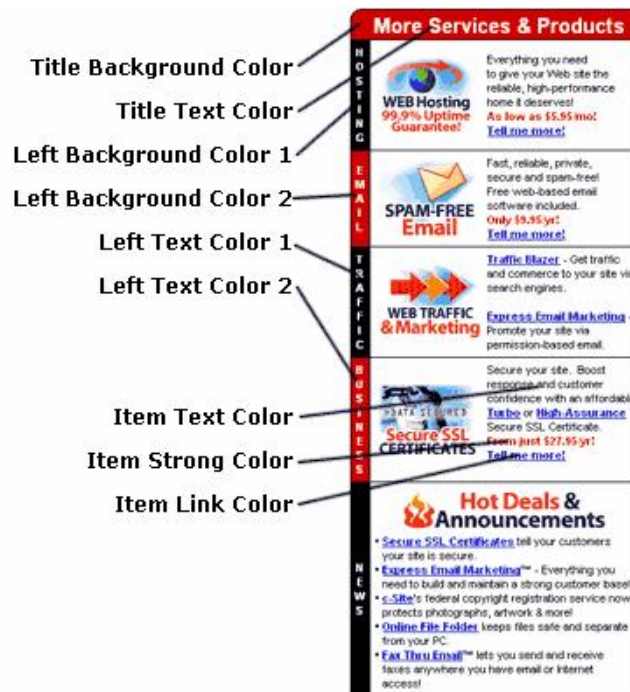 More Services & Products
Title Background Color
Title Text Color
Left Background Color 1
Left Background Color 2
Left Text Color 1
Left Text Color 2
Item Text Color
Item Strong Color
Item Link Color
HOSTING
WEB Hosting
99.9% Uptime
Guarantee!
Everything you need
to give your Web site the
reliable, high-performance
home it deserves!
As low as $5.95 mo!
Tell me more!
EMAIL
SPAM-FREE
Email
Fast, reliable, private,
secure and spam-free!
Free web-based email
software included.
Only $9.95/yr!
Tell me more!
TRAFFIC
WEB TRAFFIC
& Marketing
Traffic Blazer - Get traffic
and commerce to your site via
search engines.
Express Email Marketing -
Promote your site via
permission-based email.
BUSINESS
DATA SECURED
Secure SSL
CERTIFICATES
Secure your site. Boost
response and customer
confidence with an affordable
Turbo or High-Assurance
Secure SSL Certificate.
From just $27.95 yr!
Tell me more!
NEWS
Hot Deals &
Announcements
• Secure SSL Certificates tell your customers
your site is secure.
• Express Email Marketing™ - Everything you
need to build and maintain a strong customer base!
• c-Site's federal copyright registration service now
protects photographs, artwork & more!
• Online File Folder keeps files safe and separate
from your PC.
• Fax Thru Email™ lets you send and receive
faxes anywhere you have email or Internet
access!